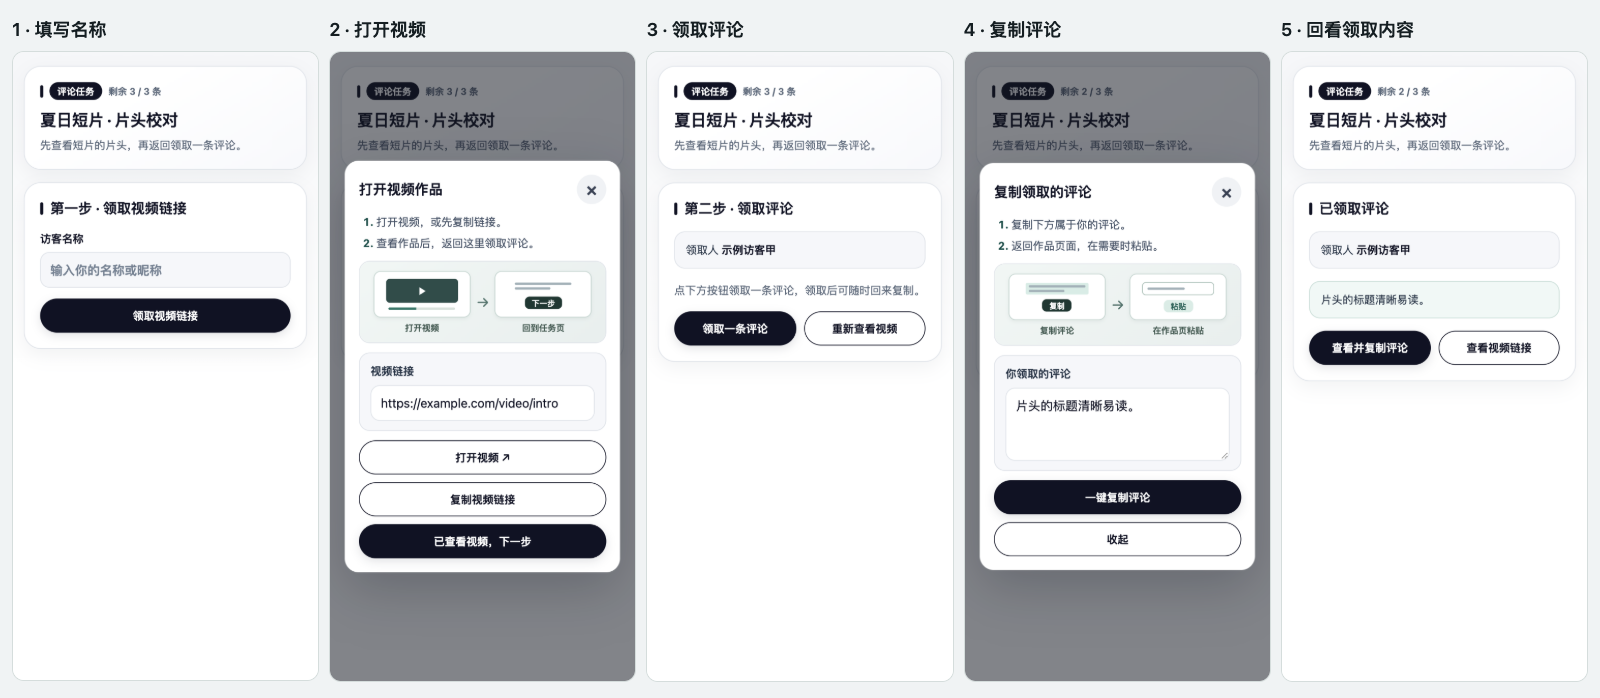 1 · 填写名称
评论任务 剩余 3 / 3 条
夏日短片 · 片头校对
先查看短片的片头，再返回领取一条评论。
第一步 · 领取视频链接
访客名称
输入你的名称或昵称
领取视频链接
2 · 打开视频
评论任务 剩余 3 / 3 条
夏日短片 · 片头校对
先查看短片的片头，再返回领取一条评论。
打开视频作品
×
1. 打开视频，或先复制链接。
2. 查看作品后，返回这里领取评论。
下一步
打开视频
回到任务页
视频链接
https://example.com/video/intro
打开视频 ↗
复制视频链接
已查看视频，下一步
3 · 领取评论
评论任务 剩余 3 / 3 条
夏日短片 · 片头校对
先查看短片的片头，再返回领取一条评论。
第二步 · 领取评论
领取人 示例访客甲
点下方按钮领取一条评论，领取后可随时回来复制。
领取一条评论
重新查看视频
4 · 复制评论
评论任务 剩余 2 / 3 条
夏日短片 · 片头校对
先查看短片的片头，再返回领取一条评论。
复制领取的评论
×
1. 复制下方属于你的评论。
2. 返回作品页面，在需要时粘贴。
复制
粘贴
复制评论
在作品页粘贴
你领取的评论
片头的标题清晰易读。
一键复制评论
收起
5 · 回看领取内容
评论任务 剩余 2 / 3 条
夏日短片 · 片头校对
先查看短片的片头，再返回领取一条评论。
已领取评论
领取人 示例访客甲
片头的标题清晰易读。
查看并复制评论
查看视频链接